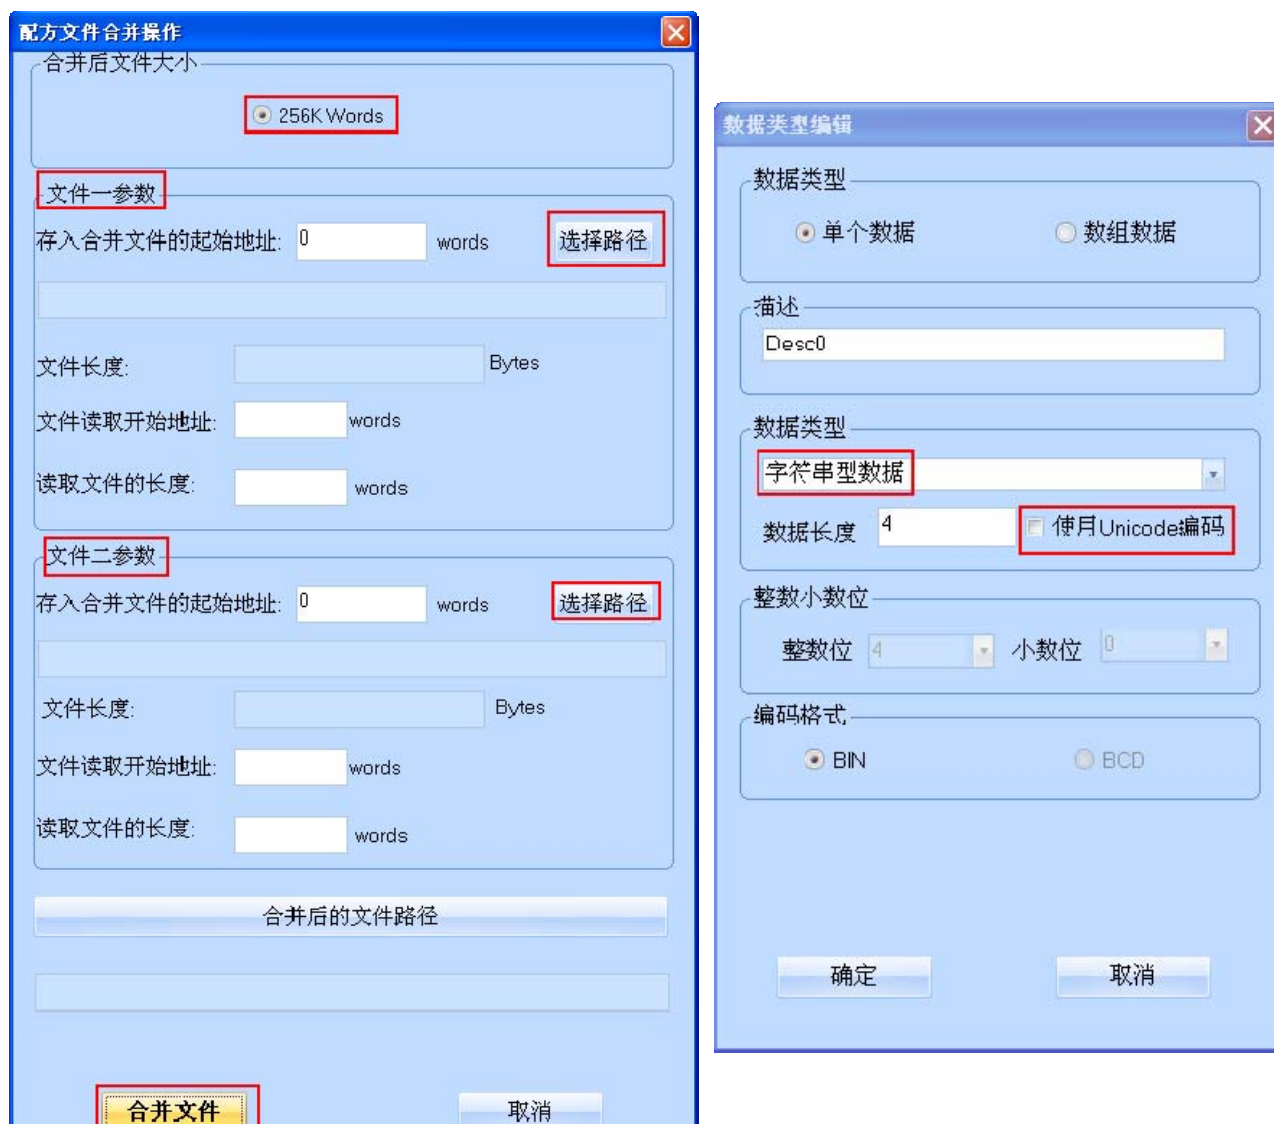 配方文件合并操作
合并后文件大小
256K Words
文件一参数
存入合并文件的起始地址: 0 words 选择路径
文件长度: Bytes
文件读取开始地址: words
读取文件的长度: words
文件二参数
存入合并文件的起始地址: 0 words 选择路径
文件长度: Bytes
文件读取开始地址: words
读取文件的长度: words
合并后的文件路径
合并文件 取消
数据类型编辑
数据类型
单个数据 数组数据
描述
Desc0
数据类型
字符串型数据
数据长度 4 使用Unicode编码
整数小数位
整数位 4 小数位 0
编码格式
BIN BCD
确定 取消